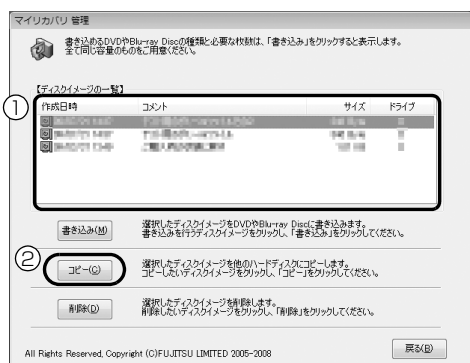 マイリカバリ 管理
書き込めるDVDやBlu-ray Discの種類と必要な枚数は、「書き込み」をクリックすると表示します。
全て同じ容量のものをご用意ください。
【ディスクイメージの一覧】
①
作成日時 コメント サイズ ドライブ
書き込み(M)
選択したディスクイメージをDVDやBlu-ray Discに書き込みます。
書き込みを行うディスクイメージをクリックし、「書き込み」をクリックしてください。
②
コピー(C)
選択したディスクイメージを他のハードディスクにコピーします。
コピーしたいディスクイメージをクリックし、「コピー」をクリックしてください。
削除(D)
選択したディスクイメージを削除します。
削除したいディスクイメージをクリックし、「削除」をクリックしてください。
All Rights Reserved, Copyright (C)FUJITSU LIMITED 2005-2008
戻る(B)